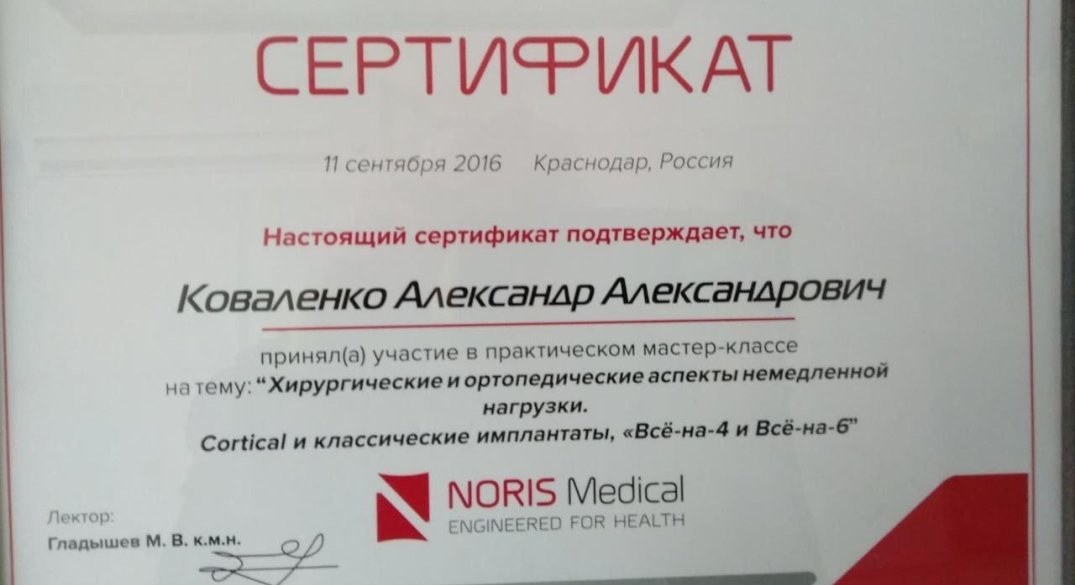 СЕРТИФИКАТ
11 сентября 2016 Краснодар, Россия
Настоящий сертификат подтверждает, что
Коваленко Александр Александрович
принял(а) участие в практическом мастер-классе
на тему: "Хирургические и ортопедические аспекты немедленной
нагрузки.
Cortical и классические имплантаты, «Всё-на-4 и Всё-на-6"
NORIS Medical
ENGINEERED FOR HEALTH
Лектор:
Гладышев М. В. к.м.н.